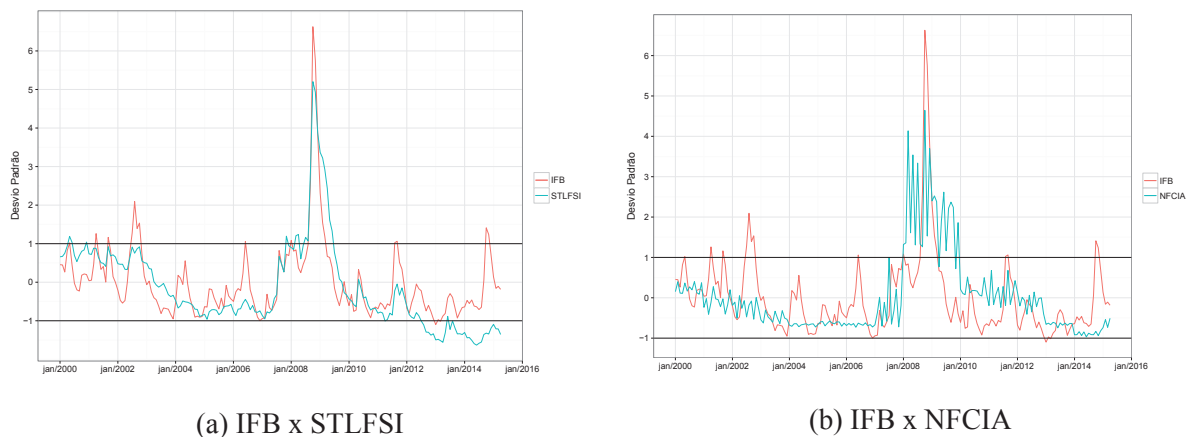 Desvio Padrão
6
5
4
3
2
1
0
−1
jan/2000
jan/2002
jan/2004
jan/2006
jan/2008
jan/2010
jan/2012
jan/2014
jan/2016
IFB
STLFSI
(a) IFB x STLFSI
Desvio Padrão
6
5
4
3
2
1
0
−1
jan/2000
jan/2002
jan/2004
jan/2006
jan/2008
jan/2010
jan/2012
jan/2014
jan/2016
IFB
NFCIA
(b) IFB x NFCIA